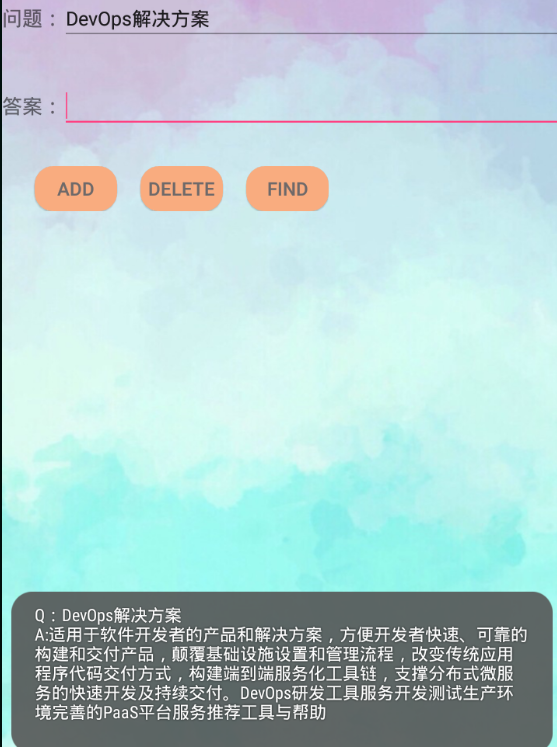 问题：DevOps解决方案
答案：
ADD DELETE FIND
Q：DevOps解决方案
A:适用于软件开发者的产品和解决方案，方便开发者快速、可靠的
构建和交付产品，颠覆基础设施设置和管理流程，改变传统应用
程序代码交付方式，构建端到端服务化工具链，支撑分布式微服
务的快速开发及持续交付。DevOps研发工具服务开发测试生产环
境完善的PaaS平台服务推荐工具与帮助